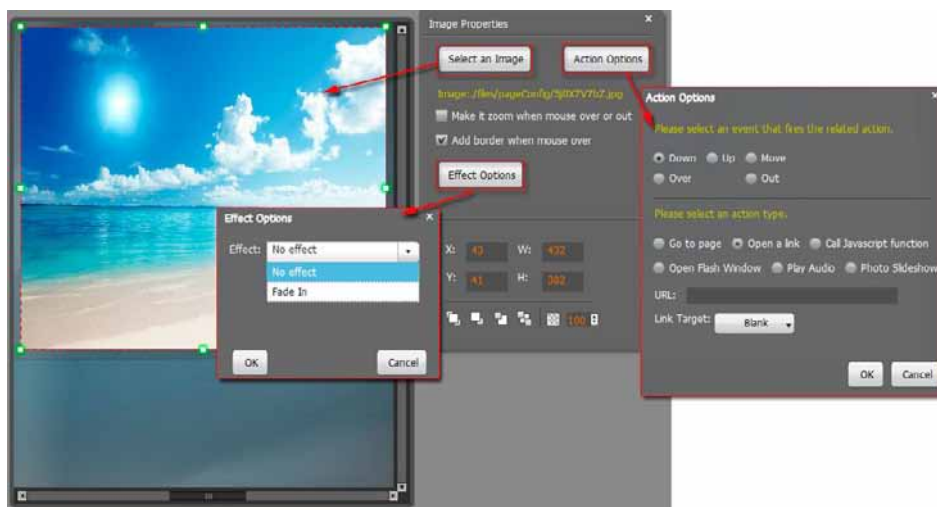 Image Properties
Select an Image
Action Options
Make it zoom when mouse over or out
Add border when mouse over
Effect Options
X: 43 W: 432
Y: 41 H: 382
100
Effect Options
Effect: No effect
No effect
Fade In
OK Cancel
Action Options
Please select an event that fires the related action.
Down Up Move
Over Out
Please select an action type.
Go to page Open a link Call Javascript function
Open Flash Window Play Audio Photo Slideshow
URL:
Link Target: Blank
OK Cancel